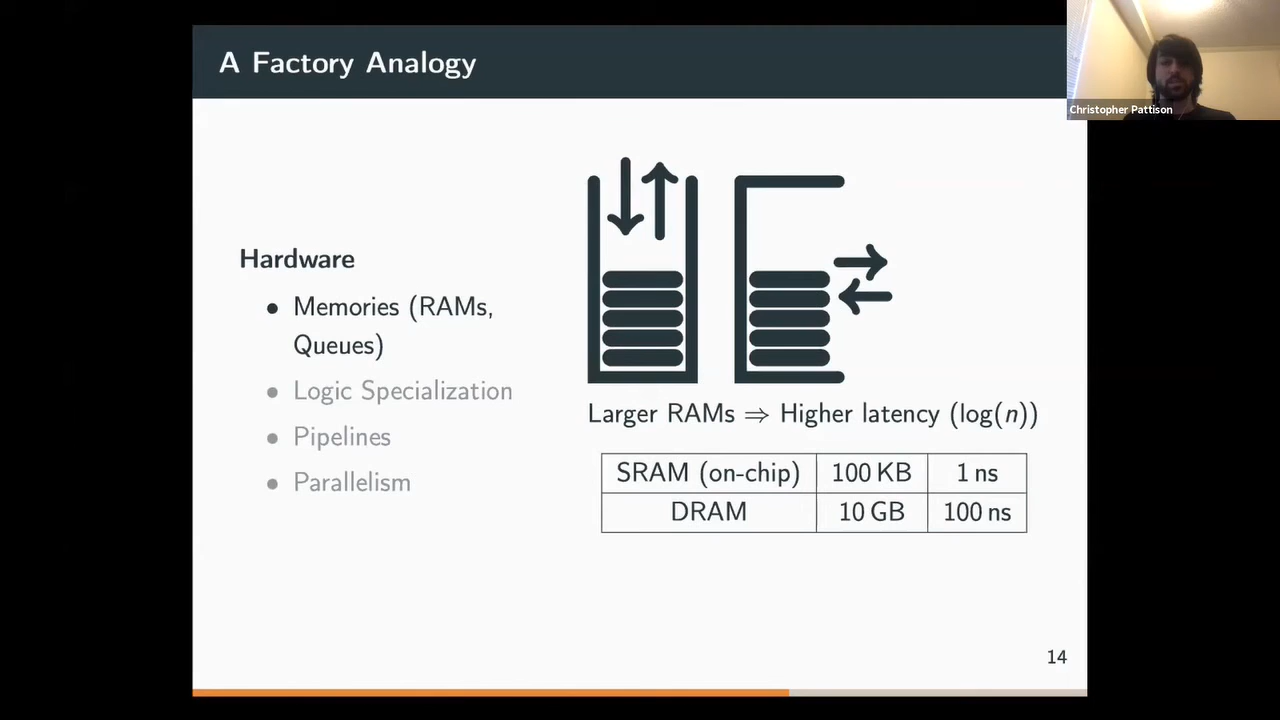 A Factory Analogy
Christopher Pattison
Hardware
• Memories (RAMs,
Queues)
• Logic Specialization
• Pipelines
• Parallelism
Larger RAMs ⇒ Higher latency (log(n))
SRAM (on-chip) 100 KB 1 ns
DRAM 10 GB 100 ns
14